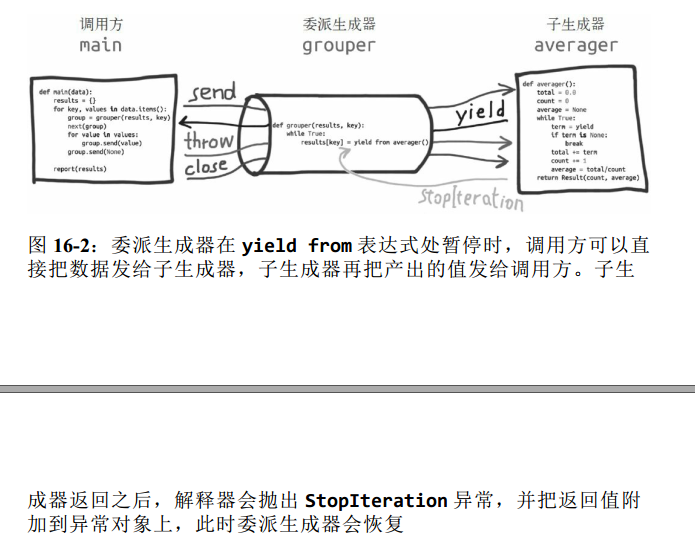 调用方 委派生成器 子生成器
main grouper averager
def main(data):
results = {}
for key, values in data.items():
group = grouper(results, key)
next(group)
for value in values:
group.send(value)
group.send(None)
report(results)
send
throw
close
def grouper(results, key):
while True:
results[key] = yield from averager()
yield
StopIteration
def averager():
total = 0.0
count = 0
average = None
while True:
term = yield
if term is None:
break
total += term
count += 1
average = total/count
return Result(count, average)
图 16-2：委派生成器在 yield from 表达式处暂停时，调用方可以直
接把数据发给子生成器，子生成器再把产出的值发给调用方。子生
成器返回之后，解释器会抛出 StopIteration 异常，并把返回值附
加到异常对象上，此时委派生成器会恢复